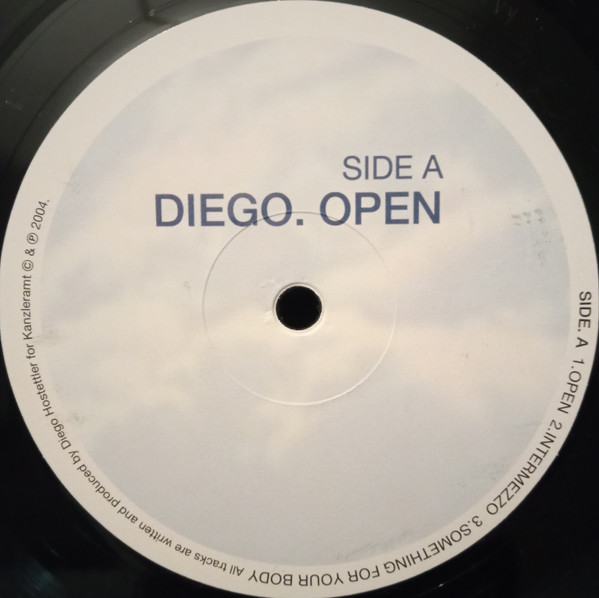 SIDE A
DIEGO. OPEN
SIDE. A 1.OPEN 2.INTERMEZZO 3.SOMETHING FOR YOUR BODY All tracks are written and produced by Diego Hostettler for Kanzleramt © & ℗ 2004.